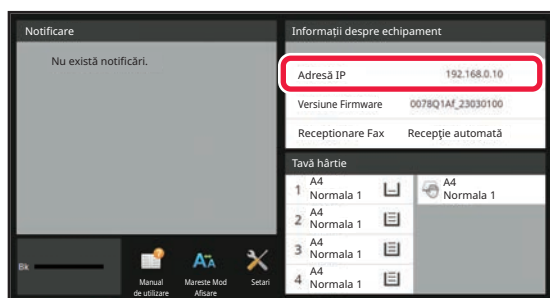 Notificare
Nu există notificări.
Informații despre echipament
Adresă IP
192.168.0.10
Versiune Firmware
0078Q1Af_23030100
Receptionare Fax
Recepție automată
Tavă hârtie
1 A4
Normala 1
2 A4
Normala 1
3 A4
Normala 1
4 A4
Normala 1
A4
Normala 1
Bk
Manual
de utilizare
Mareste Mod
Afisare
Setari